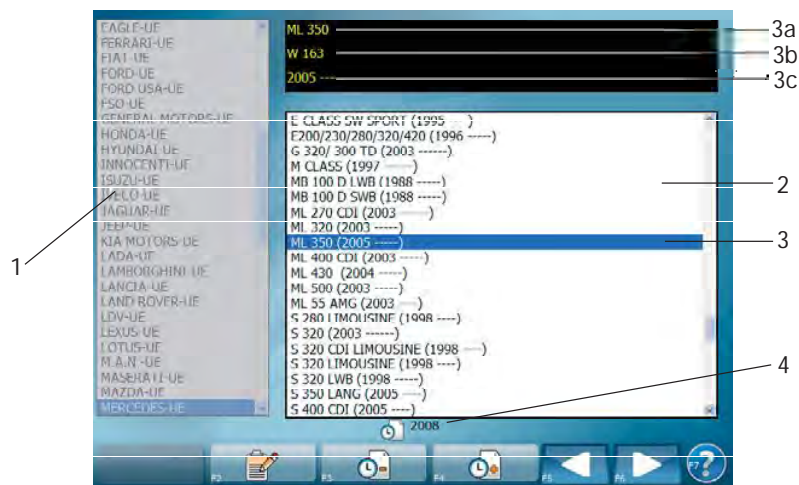 EAGLE-UE
FERRARI-UE
FIAT-UE
FORD-UE
FORD USA-UE
FSO-UE
GENERAL MOTORS-UE
HONDA-UE
HYUNDAI-UE
INNOCENTI-UE
ISUZU-UE
IVECO-UE
JAGUAR-UE
JEEP-UE
KIA MOTORS-UE
LADA-UE
LAMBORGHINI-UE
LANCIA-UE
LAND ROVER-UE
LDV-UE
LEXUS-UE
LOTUS-UE
M.A.N.-UE
MASERATI-UE
MAZDA-UE
MERCEDES-UE
1
ML 350
W 163
2005 ---
3a
3b
3c
E CLASS SW SPORT (1995 ---)
E200/230/280/320/420 (1996 -----)
G 320/ 300 TD (2003 ------)
M CLASS (1997 ----)
MB 100 D LWB (1988 -----)
MB 100 D SWB (1988 -----)
ML 270 CDI (2003 ----)
ML 320 (2003 -----)
ML 350 (2005 -----)
ML 400 CDI (2003 -----)
ML 430 (2004 -----)
ML 500 (2003 -----)
ML 55 AMG (2003 ----)
S 280 LIMOUSINE (1998 ----)
S 320 (2003 ------)
S 320 CDI LIMOUSINE (1998 ----)
S 320 LIMOUSINE (1998 ----)
S 320 LWB (1998 -----)
S 350 LANG (2005 ----)
S 400 CDI (2005 ----)
2
3
4
2008
F2
F3
F4
F5
F6
F7
?